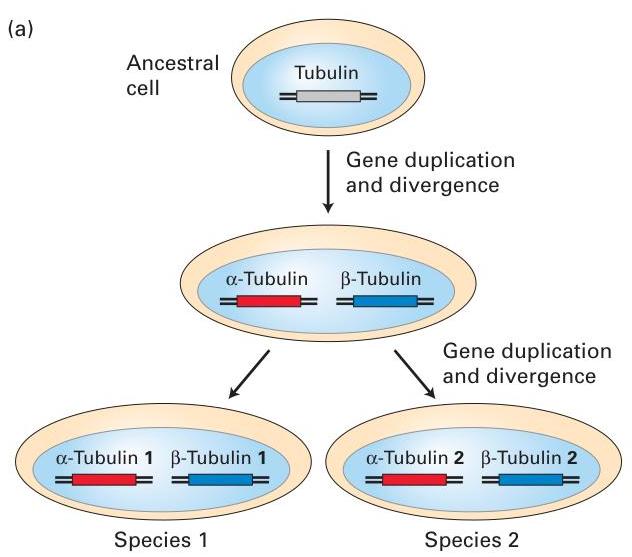 (a)
Ancestral
cell
Tubulin
Gene duplication
and divergence
α-Tubulin
β-Tubulin
Gene duplication
and divergence
α-Tubulin 1
β-Tubulin 1
α-Tubulin 2
β-Tubulin 2
Species 1
Species 2